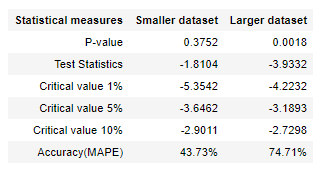 Statistical measures Smaller dataset Larger dataset
P-value 0.3752 0.0018
Test Statistics -1.8104 -3.9332
Critical value 1% -5.3542 -4.2232
Critical value 5% -3.6462 -3.1893
Critical value 10% -2.9011 -2.7298
Accuracy(MAPE) 43.73% 74.71%